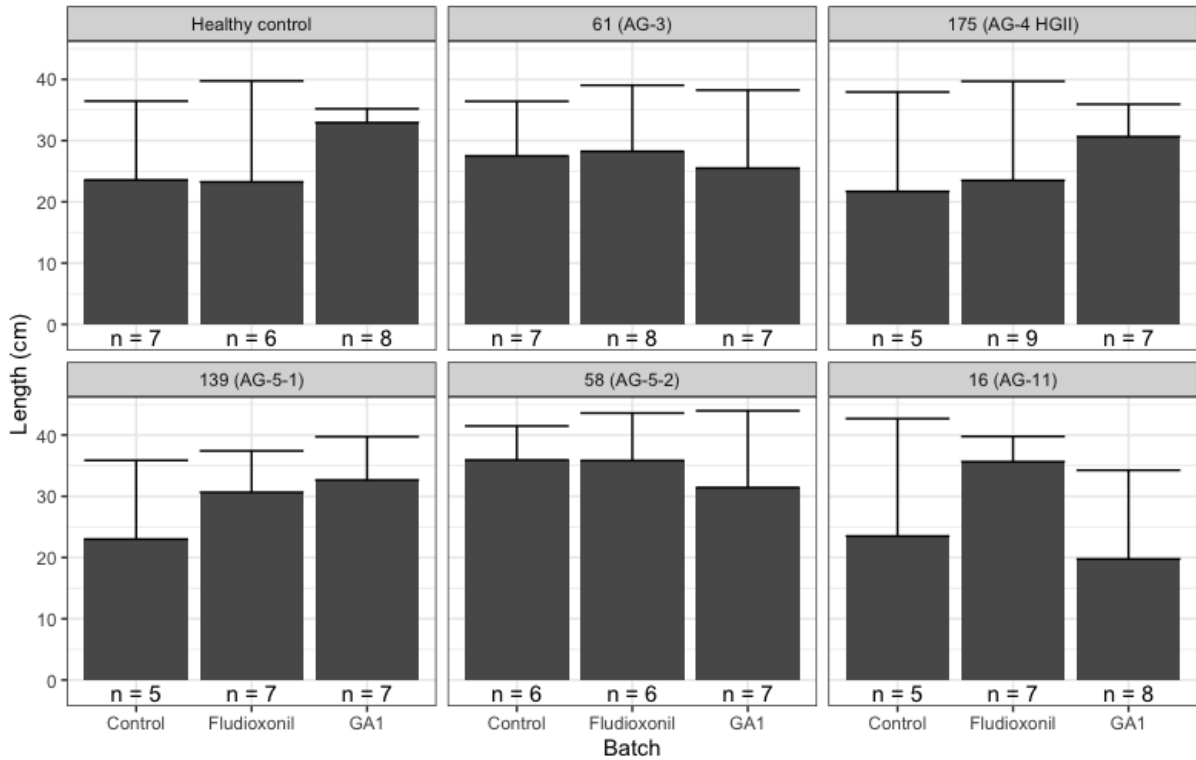 Healthy control
61 (AG-3)
175 (AG-4 HGII)
40
30
20
10
0
n = 7
n = 6
n = 8
n = 7
n = 8
n = 7
n = 5
n = 9
n = 7
Length (cm)
139 (AG-5-1)
58 (AG-5-2)
16 (AG-11)
40
30
20
10
0
n = 5
n = 7
n = 7
n = 6
n = 6
n = 7
n = 5
n = 7
n = 8
Control
Fludioxonil
GA1
Control
Fludioxonil
GA1
Control
Fludioxonil
GA1
Batch